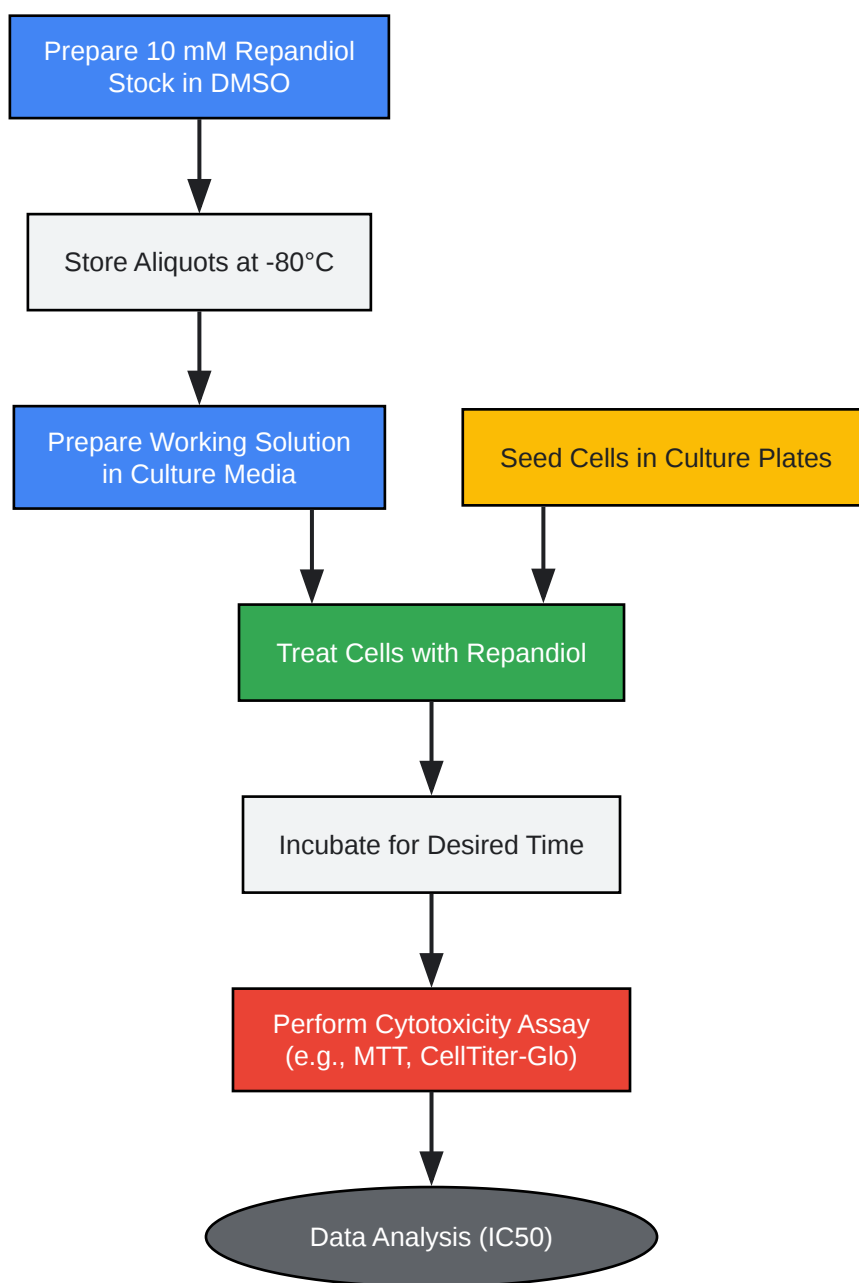 Prepare 10 mM Repandiol
Stock in DMSO
Store Aliquots at -80°C
Prepare Working Solution
in Culture Media
Seed Cells in Culture Plates
Treat Cells with Repandiol
Incubate for Desired Time
Perform Cytotoxicity Assay
(e.g., MTT, CellTiter-Glo)
Data Analysis (IC50)